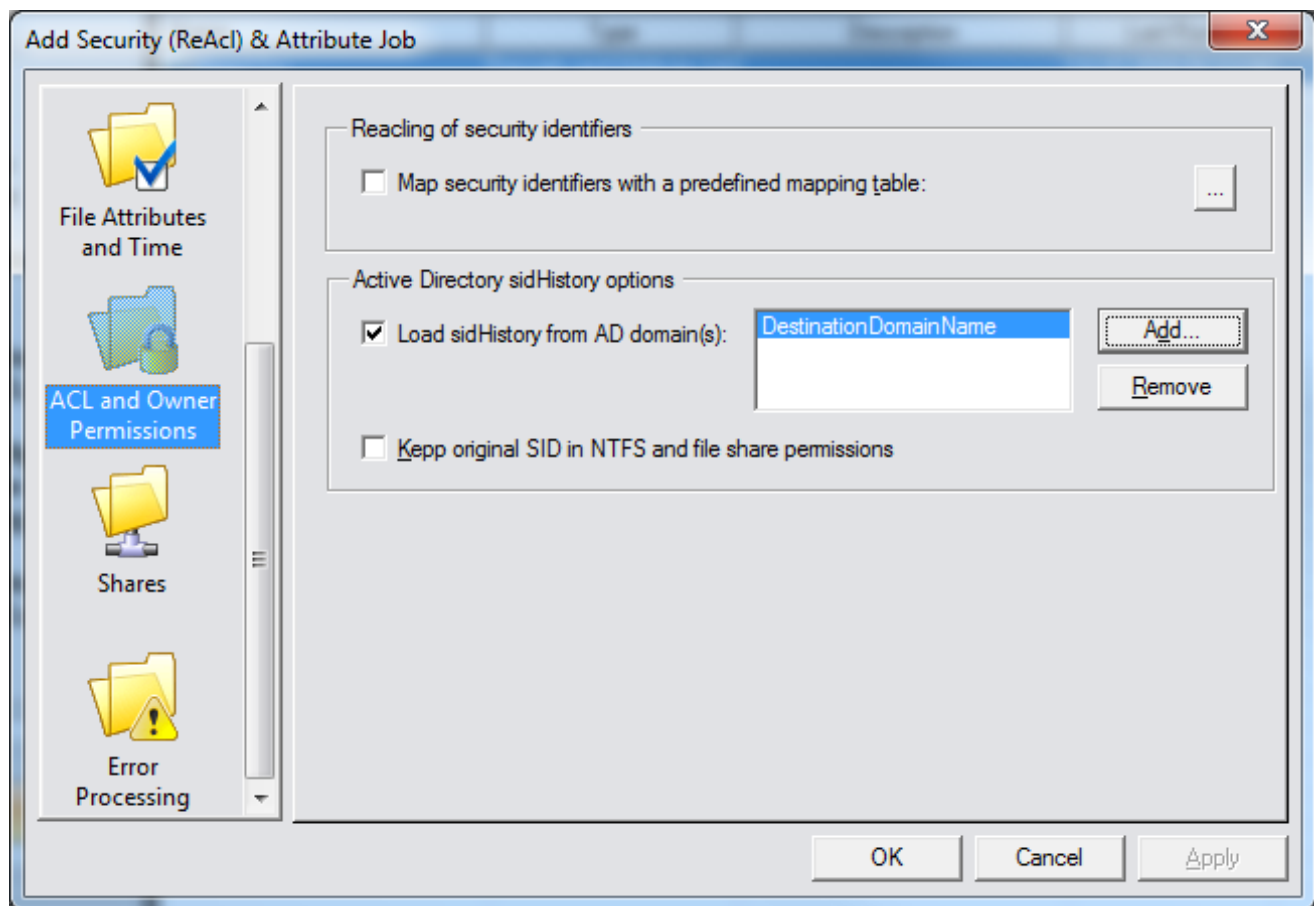 Add Security (ReAcl) & Attribute Job
File Attributes
and Time
ACL and Owner
Permissions
Shares
Error
Processing
Reacling of security identifiers
Map security identifiers with a predefined mapping table:
...
Active Directory sidHistory options
Load sidHistory from AD domain(s):
DestinationDomainName
Add...
Remove
Kepp original SID in NTFS and file share permissions
OK
Cancel
Apply